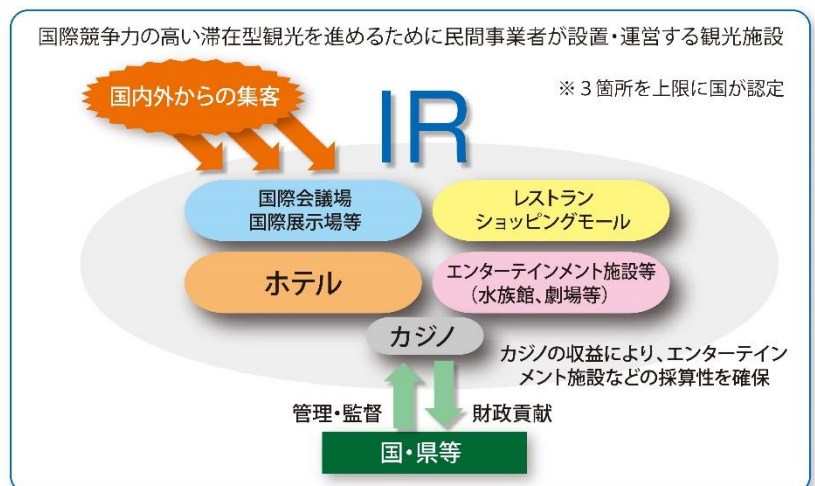 国際競争力の高い滞在型観光を進めるために民間事業者が設置・運営する観光施設
国内外からの集客
※3箇所を上限に国が認定
IR
国際会議場
国際展示場等
レストラン
ショッピングモール
ホテル
エンターテインメント施設等
(水族館、劇場等)
カジノ
カジノの収益により、エンターテイン
メント施設などの採算性を確保
管理・監督
財政貢献
国・県等